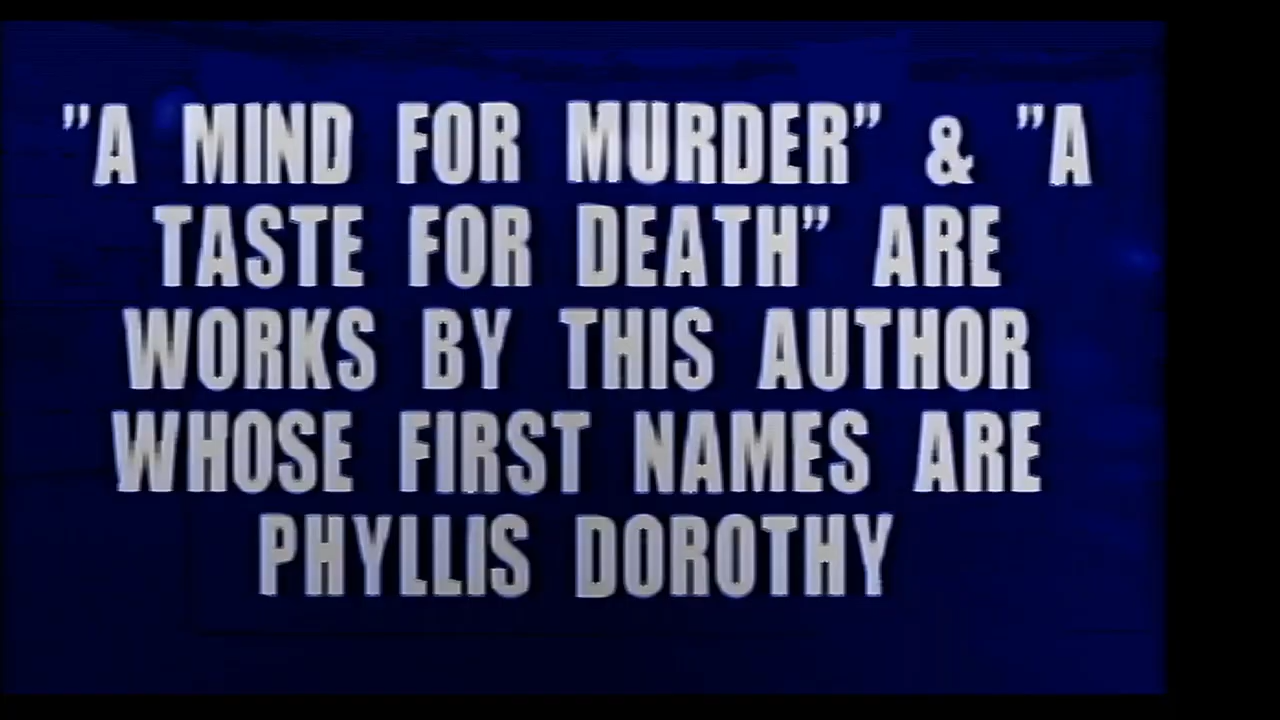 "A MIND FOR MURDER" & "A
TASTE FOR DEATH" ARE
WORKS BY THIS AUTHOR
WHOSE FIRST NAMES ARE
PHYLLIS DOROTHY